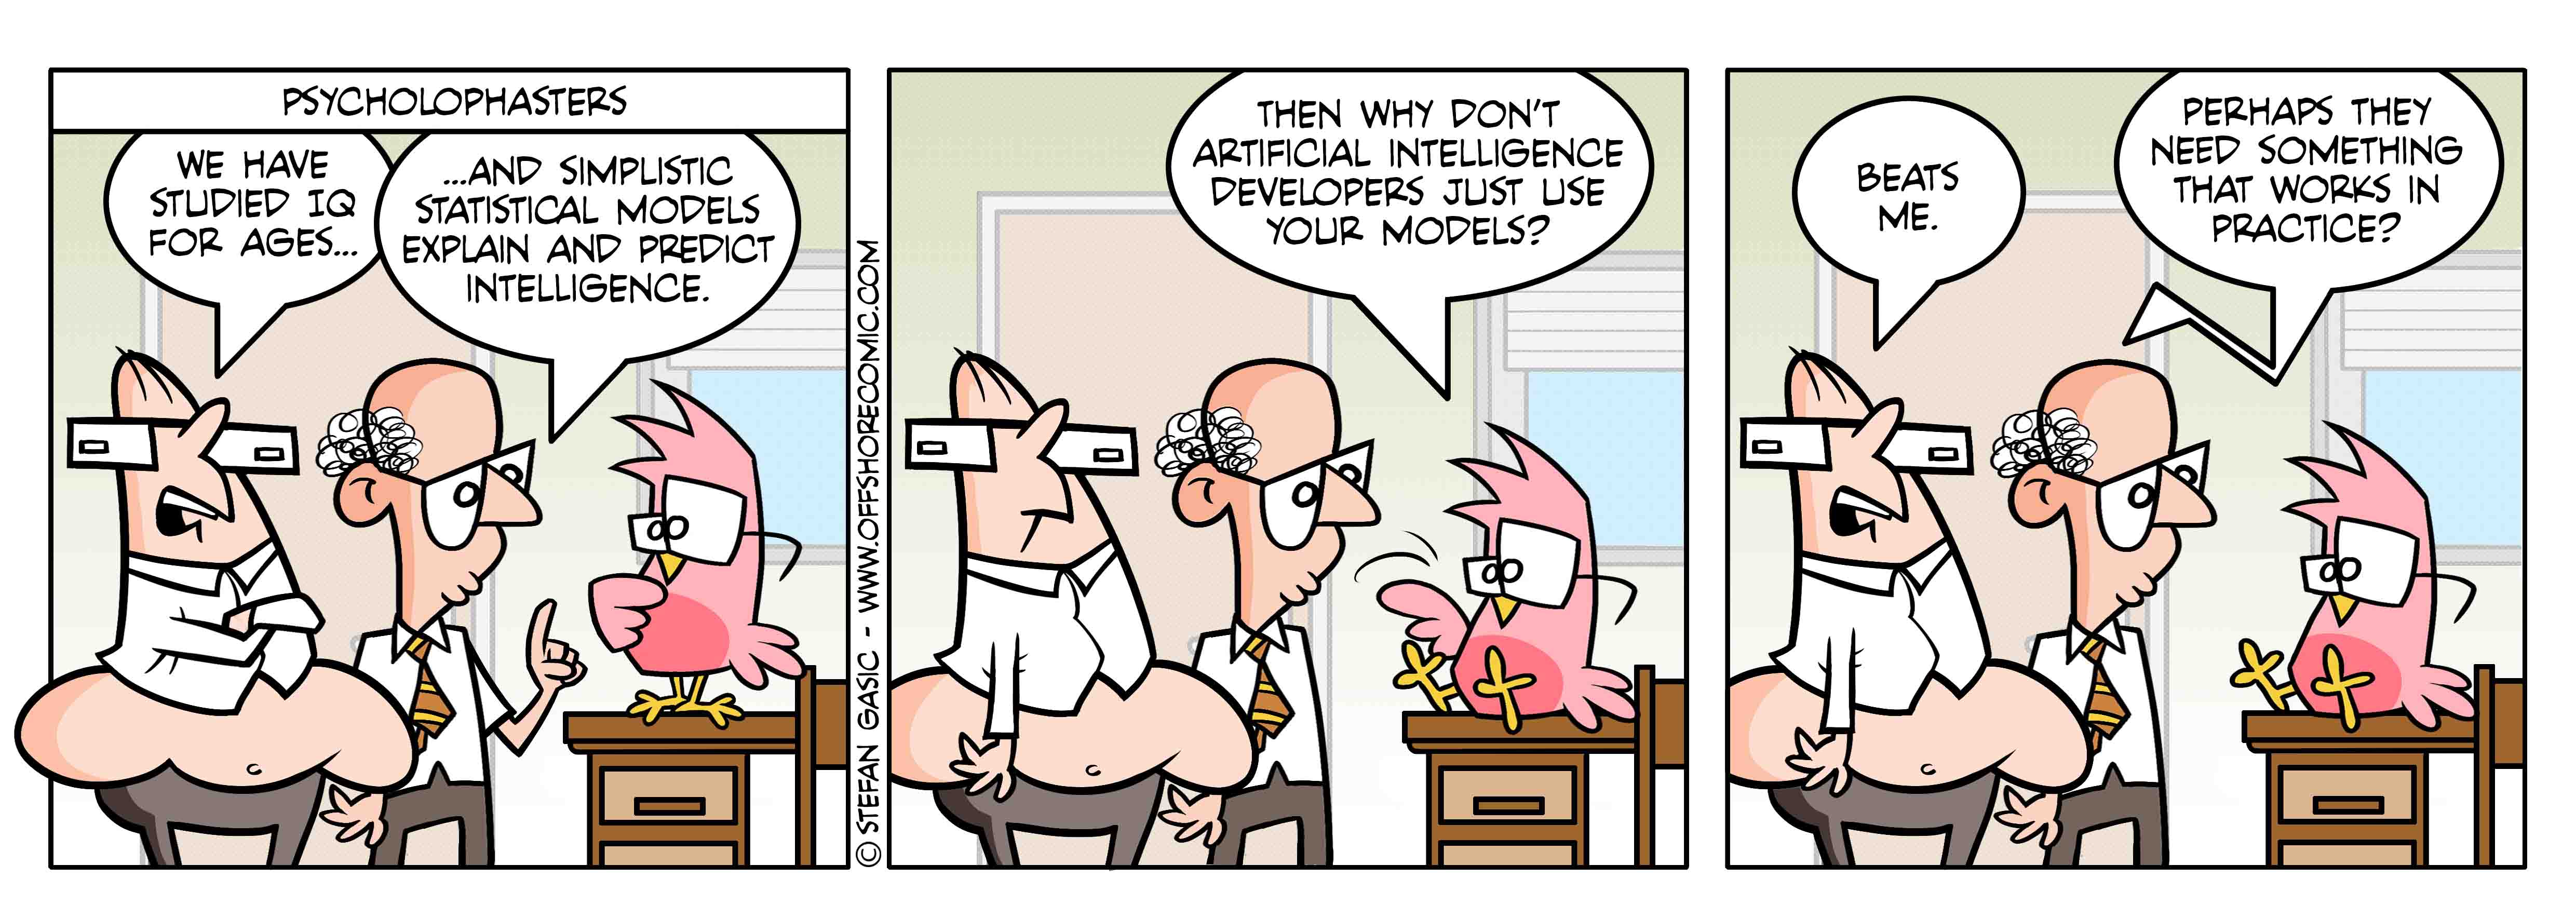 PSYCHOLOPHASTERS
WE HAVE
STUDIED IQ
FOR AGES...
...AND SIMPLISTIC
STATISTICAL MODELS
EXPLAIN AND PREDICT
INTELLIGENCE.
© STEFAN GASIC - WWW.OFFSHORECOMIC.COM
THEN WHY DON'T
ARTIFICIAL INTELLIGENCE
DEVELOPERS JUST USE
YOUR MODELS?
BEATS
ME.
PERHAPS THEY
NEED SOMETHING
THAT WORKS IN
PRACTICE?